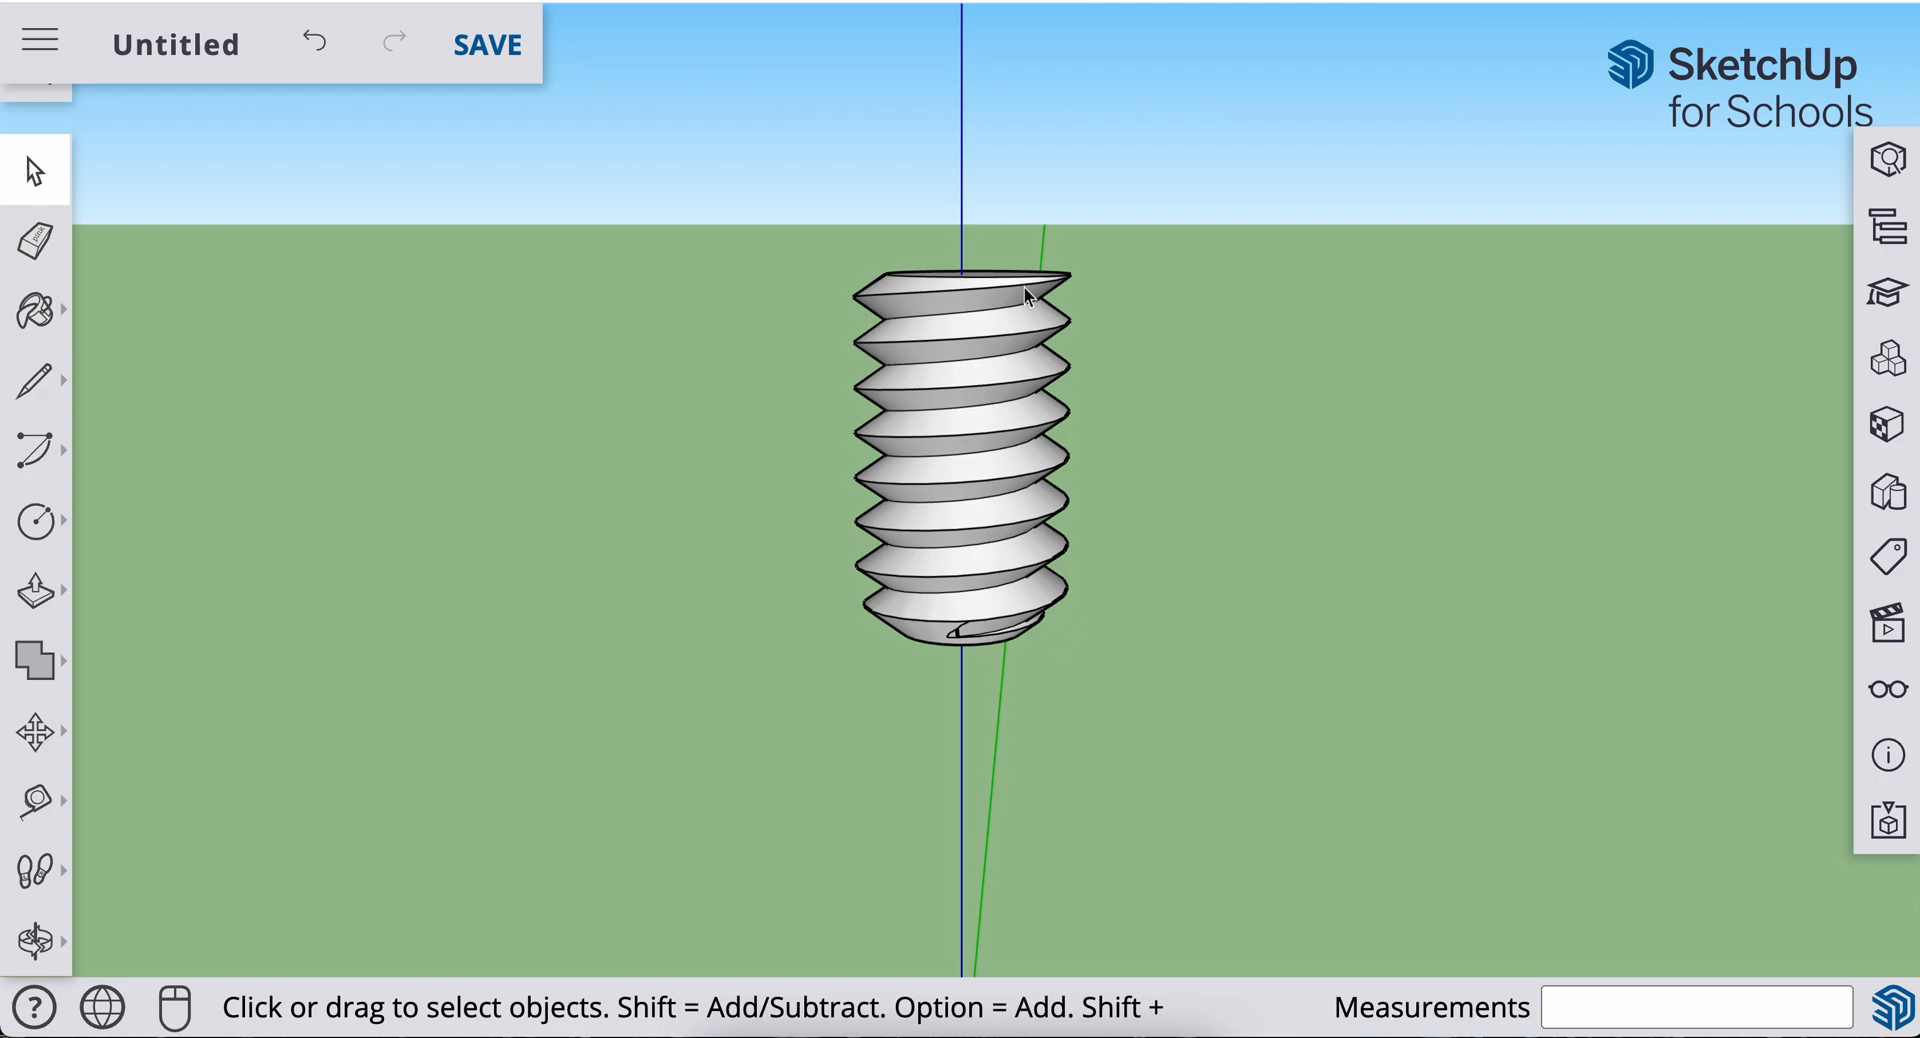 Untitled
SAVE
SketchUp
for Schools
Click or drag to select objects. Shift = Add/Subtract. Option = Add. Shift +
Measurements